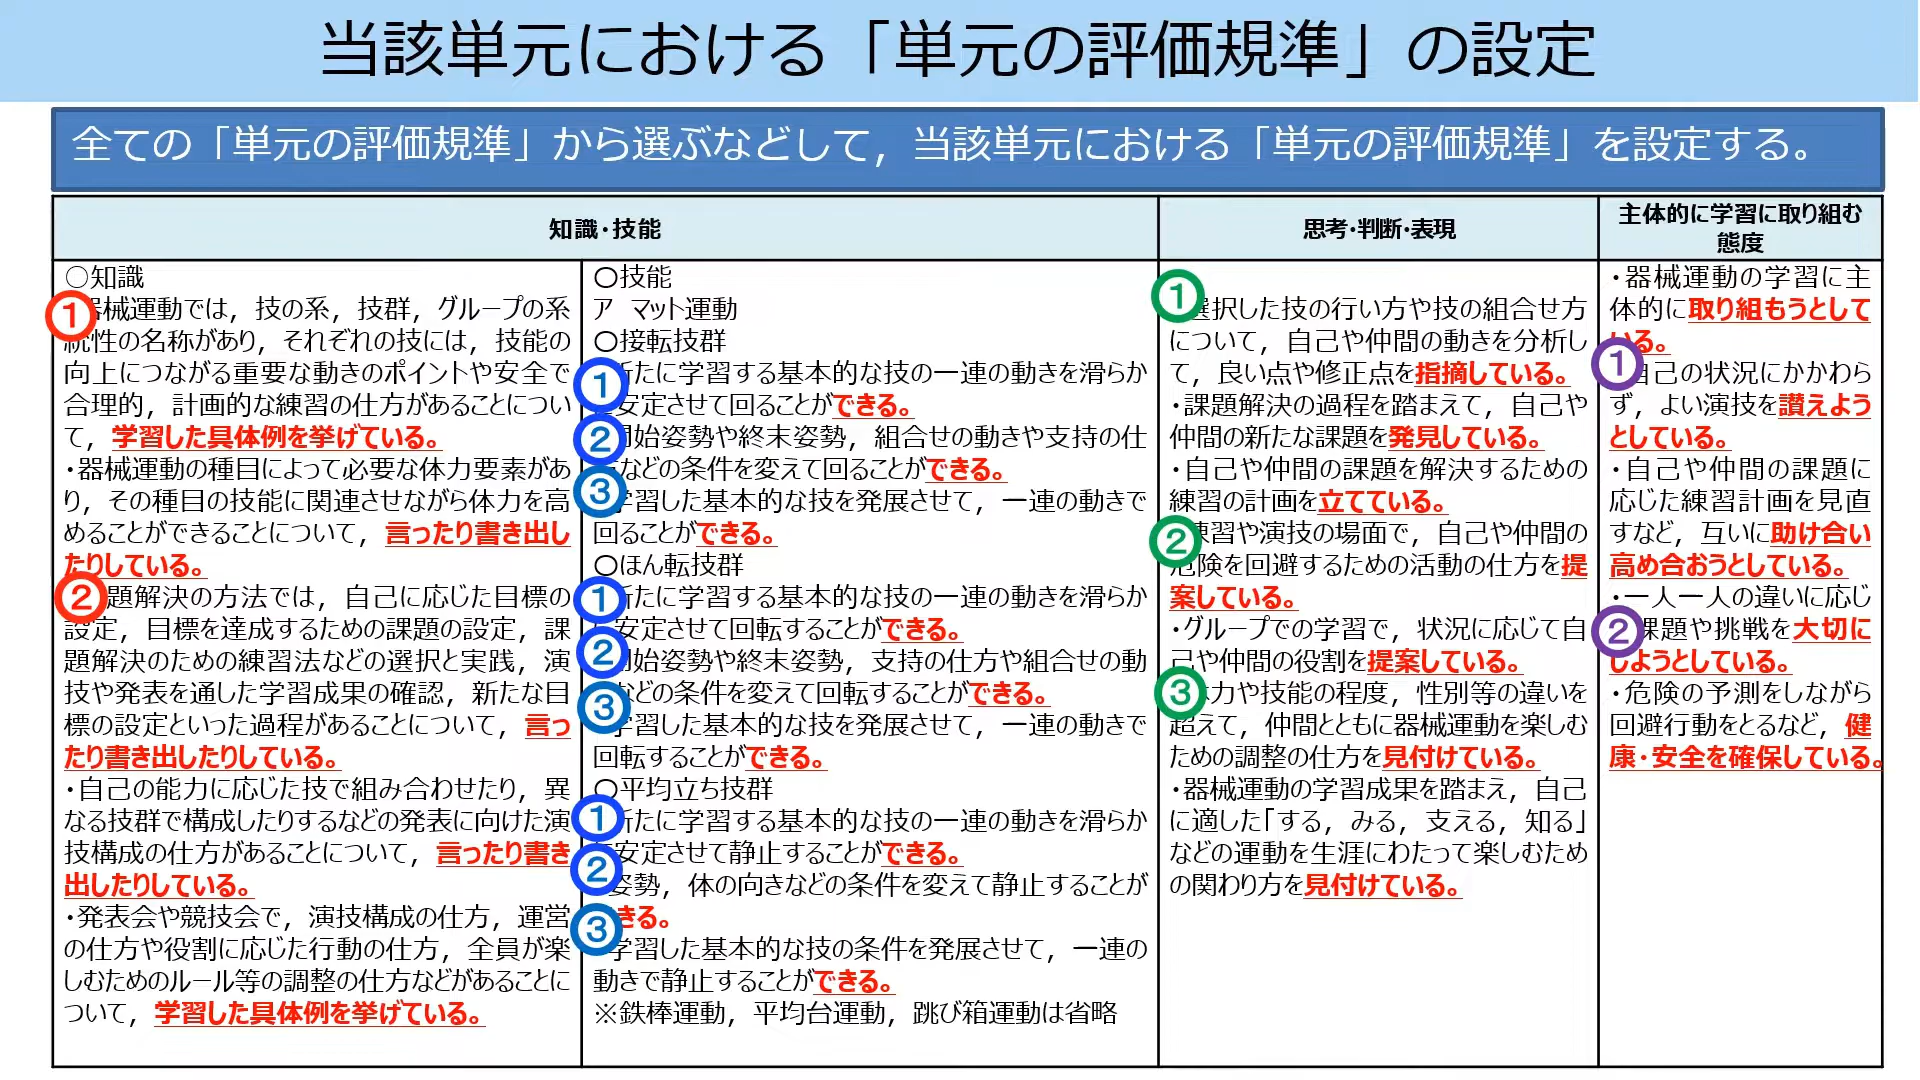 当該単元における「単元の評価規準」の設定
全ての「単元の評価規準」から選ぶなどして，当該単元における「単元の評価規準」を設定する。
知識・技能
○知識
① 器械運動では，技の系，技群，グループの系
統性の名称があり，それぞれの技には，技能の
向上につながる重要な動きのポイントや安全で
合理的，計画的な練習の仕方があることについ
て，学習した具体例を挙げている。
・器械運動の種目によって必要な体力要素があ
り，その種目の技能に関連させながら体力を高
めることができることについて，言ったり書き出し
たりしている。
② 題解決の方法では，自己に応じた目標の
設定，目標を達成するための課題の設定，課
題解決のための練習法などの選択と実践，演
技や発表を通した学習成果の確認，新たな目
標の設定といった過程があることについて，言っ
たり書き出したりしている。
・自己の能力に応じた技で組み合わせたり，異
なる技群で構成したりするなどの発表に向けた演
技構成の仕方があることについて，言ったり書き
出したりしている。
・発表会や競技会で，演技構成の仕方，運営
の仕方や役割に応じた行動の仕方，全員が楽
しむためのルール等の調整の仕方などがあることに
ついて，学習した具体例を挙げている。
〇技能
ア マット運動
〇接転技群
① 新たに学習する基本的な技の一連の動きを滑らか
安定させて回ることができる。
② 開始姿勢や終末姿勢，組合せの動きや支持の仕
などの条件を変えて回ることができる。
③ 学習した基本的な技を発展させて，一連の動きで
回ることができる。
〇ほん転技群
① 新たに学習する基本的な技の一連の動きを滑らか
安定させて回転することができる。
② 開始姿勢や終末姿勢，支持の仕方や組合せの動
などの条件を変えて回転することができる。
③ 学習した基本的な技を発展させて，一連の動きで
回転することができる。
〇平均立ち技群
① 新たに学習する基本的な技の一連の動きを滑らか
安定させて静止することができる。
② 姿勢，体の向きなどの条件を変えて静止することが
できる。
③ 学習した基本的な技の条件を発展させて，一連の
動きで静止することができる。
※鉄棒運動，平均台運動，跳び箱運動は省略
思考・判断・表現
① 選択した技の行い方や技の組合せ方
について，自己や仲間の動きを分析し
て，良い点や修正点を指摘している。
・課題解決の過程を踏まえて，自己や
仲間の新たな課題を発見している。
・自己や仲間の課題を解決するための
練習の計画を立てている。
② 練習や演技の場面で，自己や仲間の
危険を回避するための活動の仕方を提
案している。
・グループでの学習で，状況に応じて自
己や仲間の役割を提案している。
③ 体力や技能の程度，性別等の違いを
超えて，仲間とともに器械運動を楽しむ
ための調整の仕方を見付けている。
・器械運動の学習成果を踏まえ，自己
に適した「する，みる，支える，知る」
などの運動を生涯にわたって楽しむため
の関わり方を見付けている。
主体的に学習に取り組む
態度
・器械運動の学習に主
体的に取り組もうとして
いる。
① 自己の状況にかかわら
ず，よい演技を讃えよう
としている。
・自己や仲間の課題に
応じた練習計画を見直
すなど，互いに助け合い
高め合おうとしている。
・一人一人の違いに応じ
② 課題や挑戦を大切に
しようとしている。
・危険の予測をしながら
回避行動をとるなど，健
康・安全を確保している。